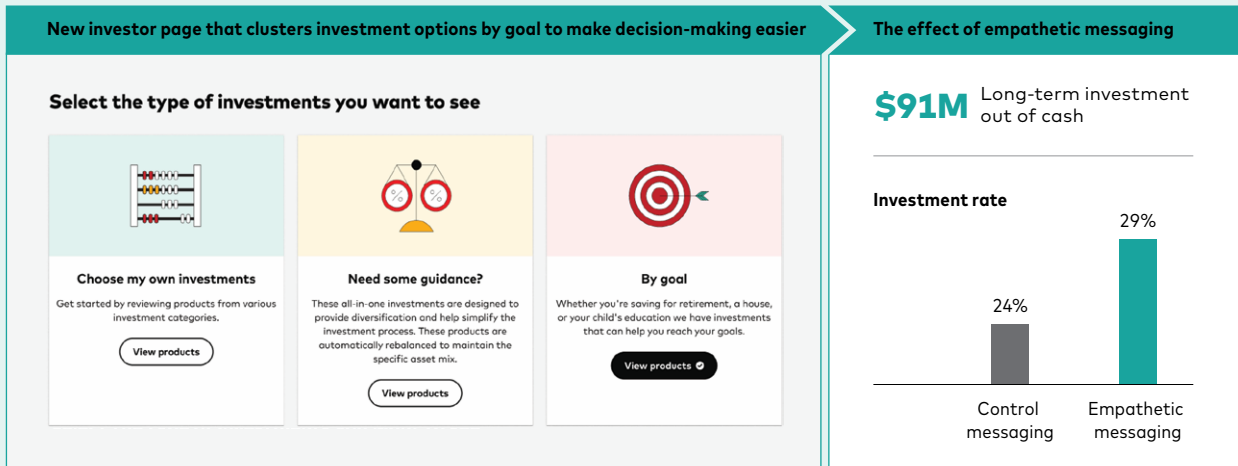 New investor page that clusters investment options by goal to make decision-making easier
Select the type of investments you want to see
Choose my own investments
Get started by reviewing products from various
investment categories.
View products
% %
Need some guidance?
These all-in-one investments are designed to
provide diversification and help simplify the
investment process. These products are
automatically rebalanced to maintain the
specific asset mix.
View products
By goal
Whether you're saving for retirement, a house,
or your child's education we have investments
that can help you reach your goals.
View products
The effect of empathetic messaging
$91M Long-term investment
out of cash
Investment rate
24%
29%
Control
messaging
Empathetic
messaging